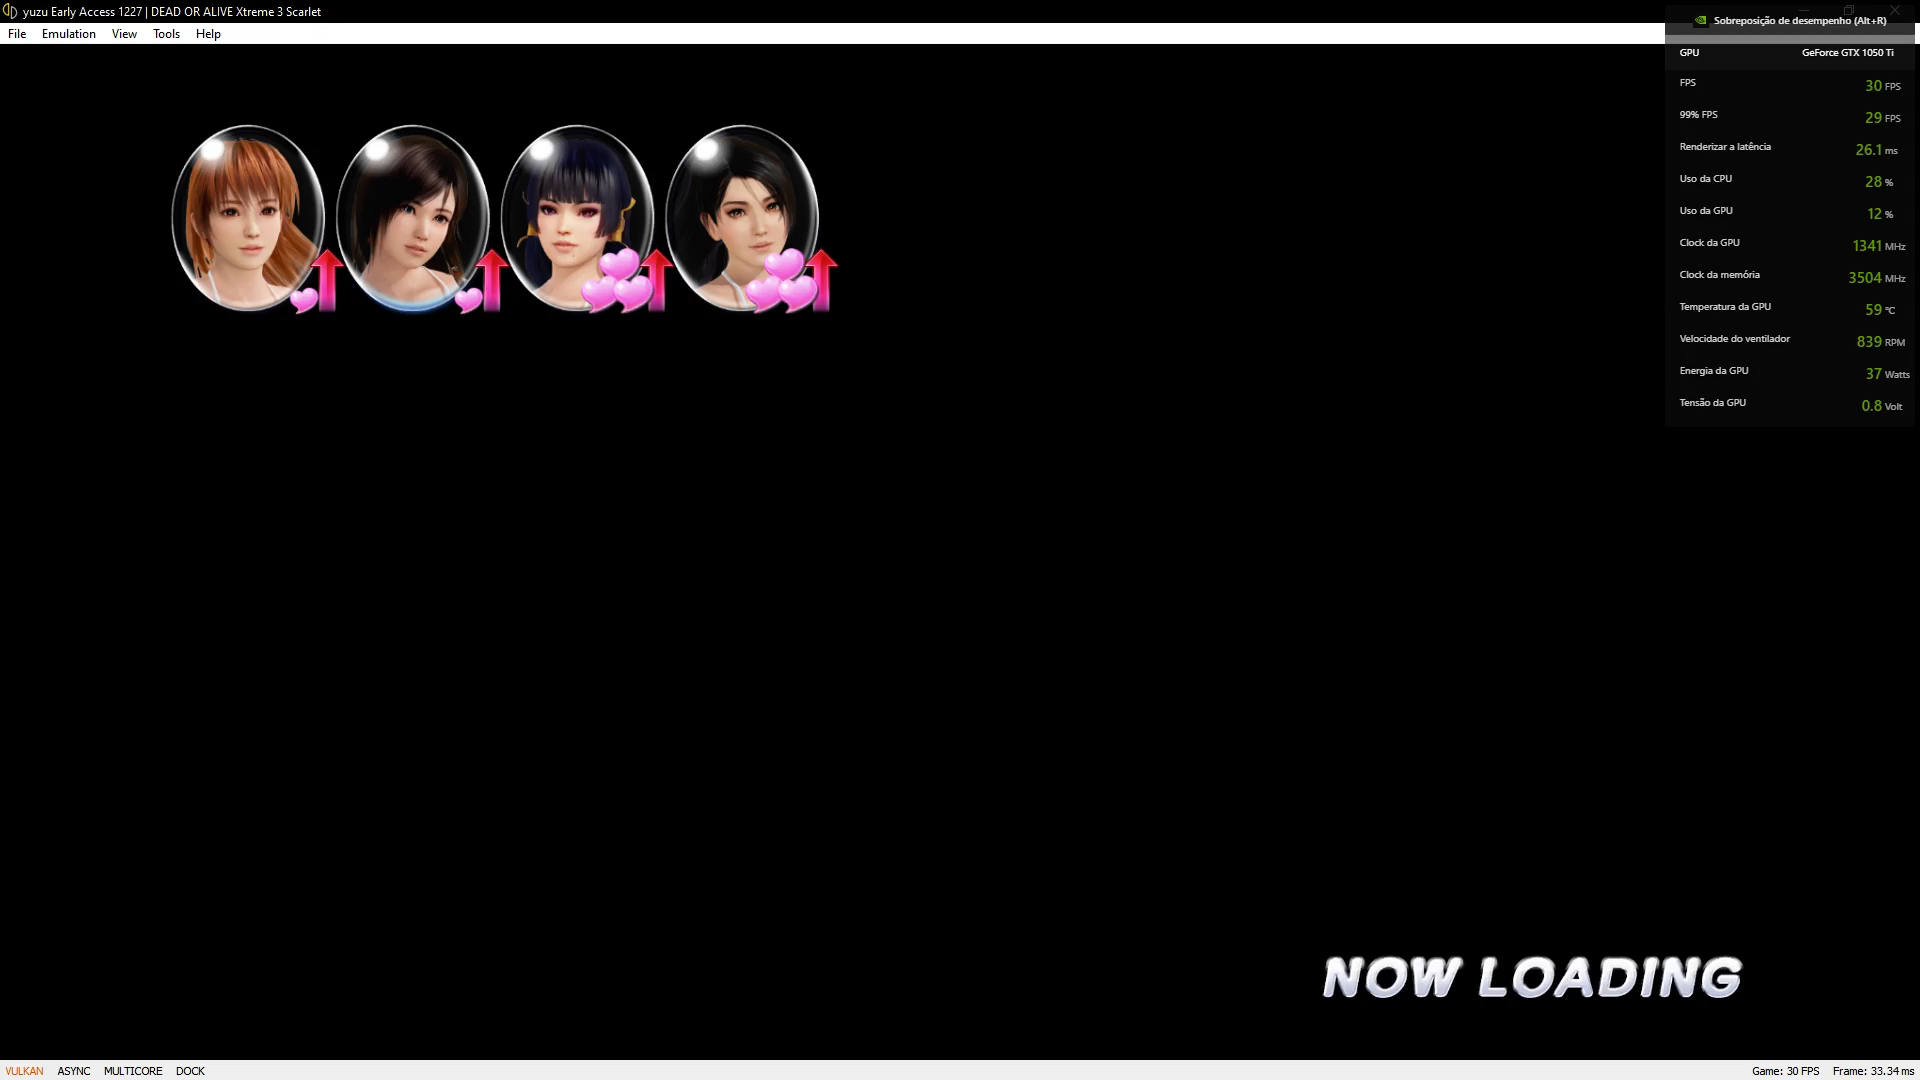 yuzu Early Access 1227 | DEAD OR ALIVE Xtreme 3 Scarlet
File Emulation View Tools Help
Sobreposição de desempenho (Alt+R)
GPU GeForce GTX 1050 Ti
FPS 30 FPS
99% FPS 29 FPS
Renderizar a latência 26.1 ms
Uso da CPU 28 %
Uso da GPU 12 %
Clock da GPU 1341 MHz
Clock da memória 3504 MHz
Temperatura da GPU 59 °C
Velocidade do ventilador 839 RPM
Energia da GPU 37 Watts
Tensão da GPU 0.8 Volt
NOW LOADING
VULKAN ASYNC MULTICORE DOCK Game: 30 FPS Frame: 33.34 ms